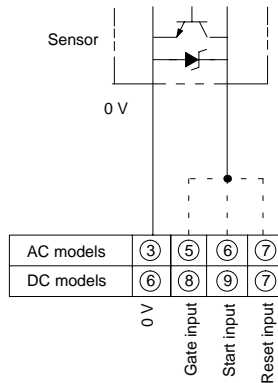 Sensor
0 V
AC models 3 5 6 7
DC models 6 8 9 7
0 V
Gate input
Start input
Reset input